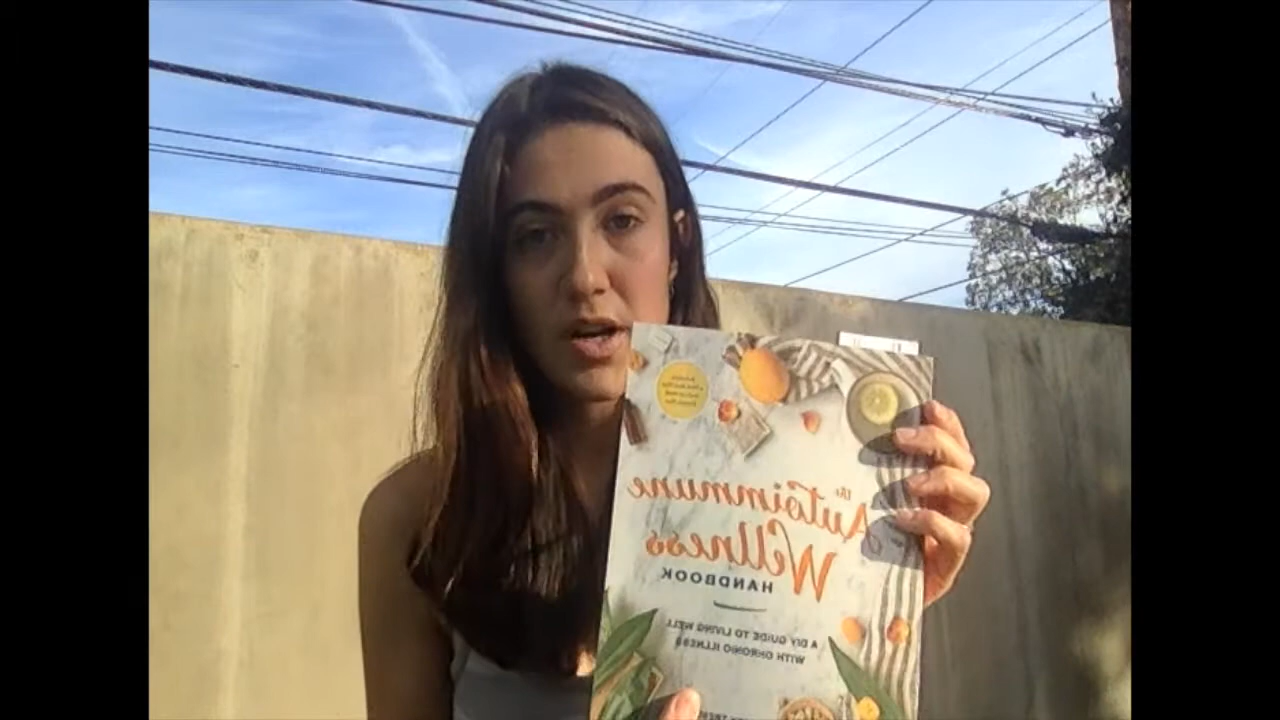 the
Autoimmune
Wellness
HANDBOOK
A DIY GUIDE TO LIVING WELL
WITH CHRONIC ILLNESS